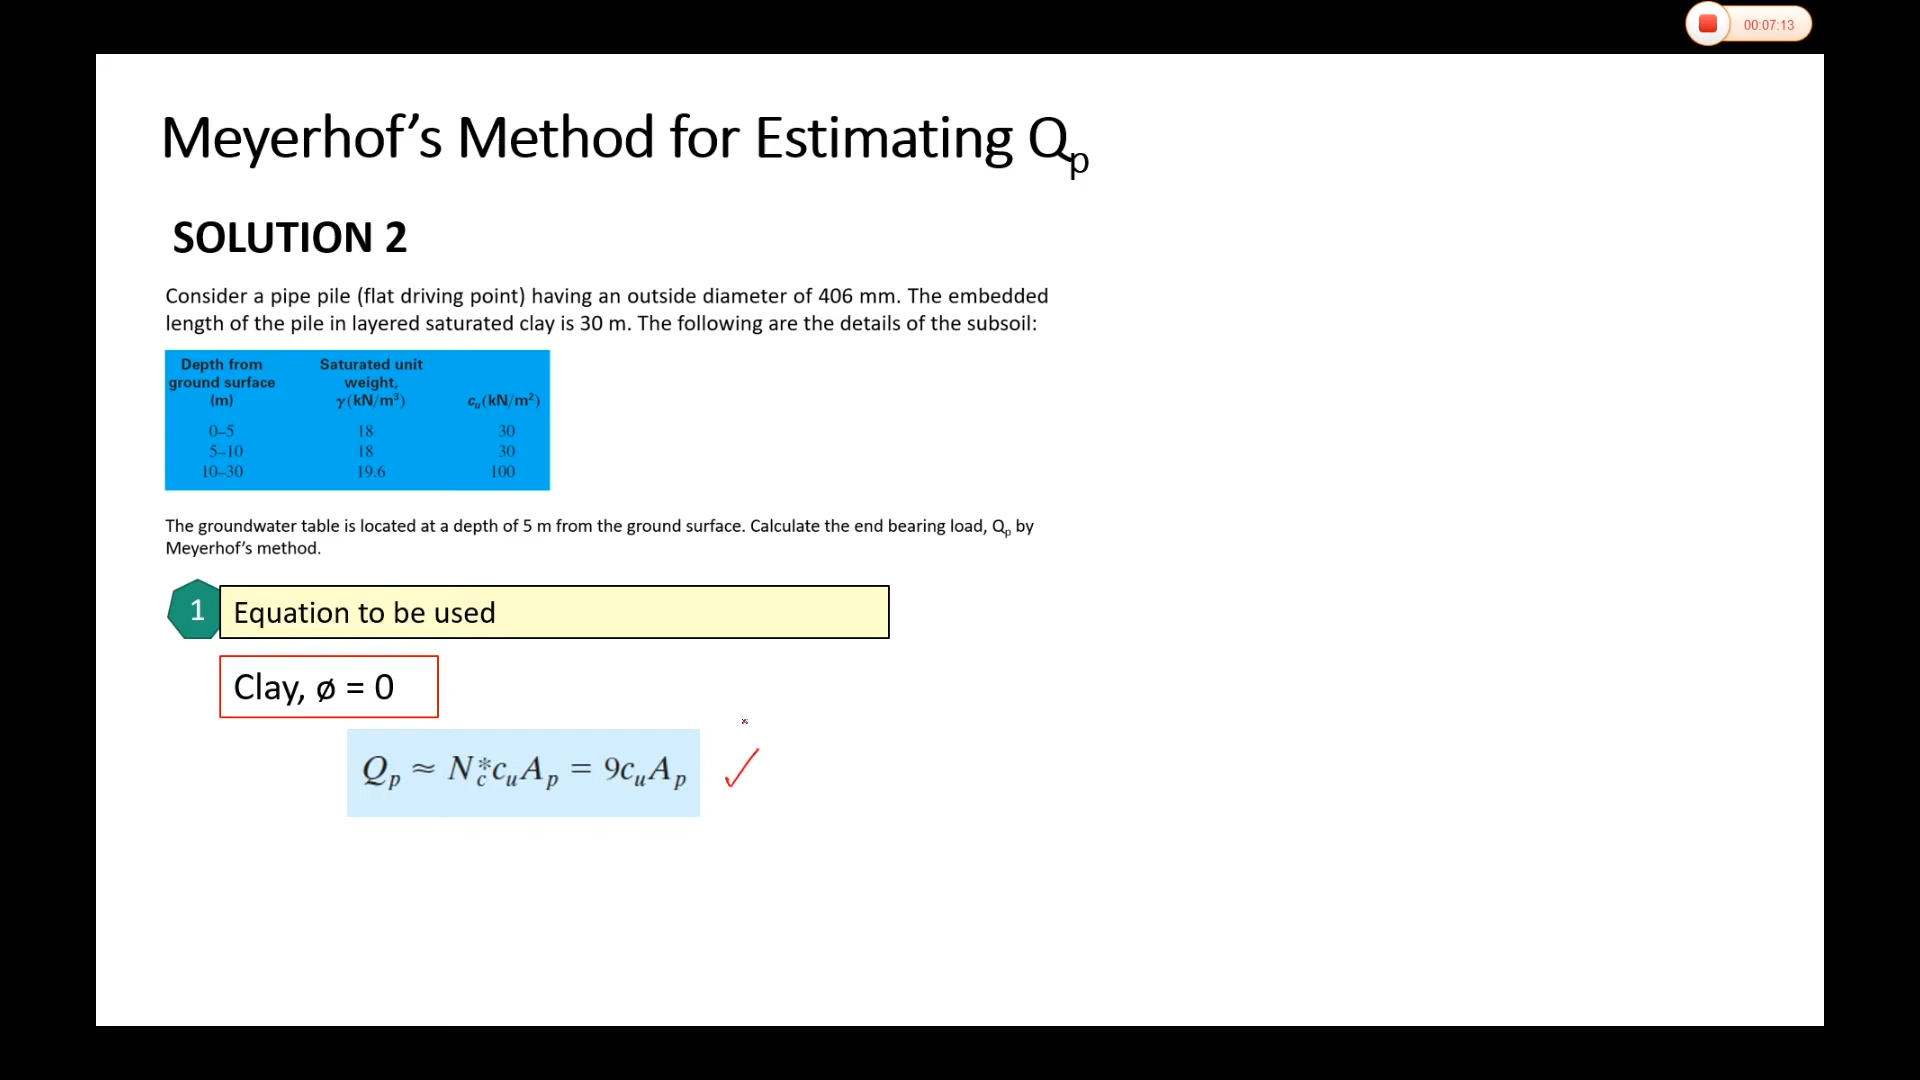 00:07:13
Meyerhof’s Method for Estimating Qp
SOLUTION 2
Consider a pipe pile (flat driving point) having an outside diameter of 406 mm. The embedded
length of the pile in layered saturated clay is 30 m. The following are the details of the subsoil:
Depth from ground surface (m) Saturated unit weight, γ(kN/m³) cu(kN/m²)
0–5 18 30
5–10 18 30
10–30 19.6 100
The groundwater table is located at a depth of 5 m from the ground surface. Calculate the end bearing load, Qp by
Meyerhof’s method.
1 Equation to be used
Clay, ø = 0
Qp ≈ N*c cu Ap = 9cu Ap